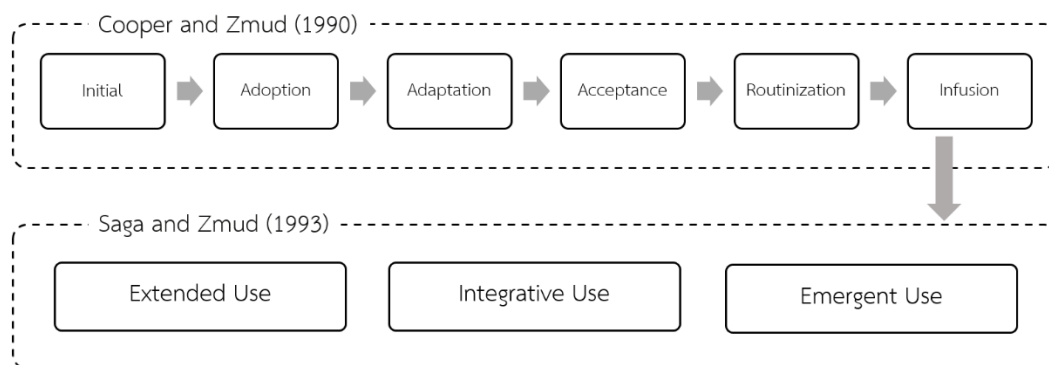 Cooper and Zmud (1990)
Initial
Adoption
Adaptation
Acceptance
Routinization
Infusion
Saga and Zmud (1993)
Extended Use
Integrative Use
Emergent Use